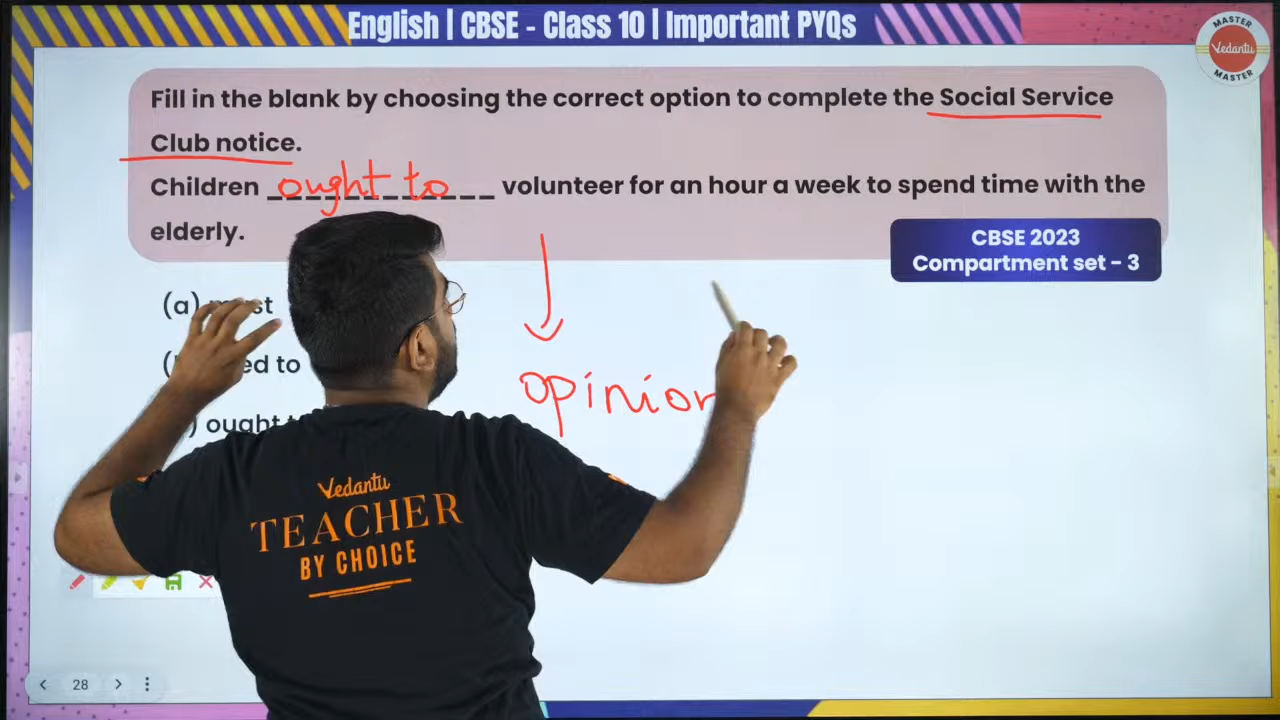 English | CBSE - Class 10 | Important PYQs
MASTER
Vedantu
MASTER
Fill in the blank by choosing the correct option to complete the Social Service
Club notice.
Children ought to volunteer for an hour a week to spend time with the
elderly.
CBSE 2023
Compartment set - 3
(a)
to
ought
opinion
Vedantu
TEACHER
BY CHOICE
28